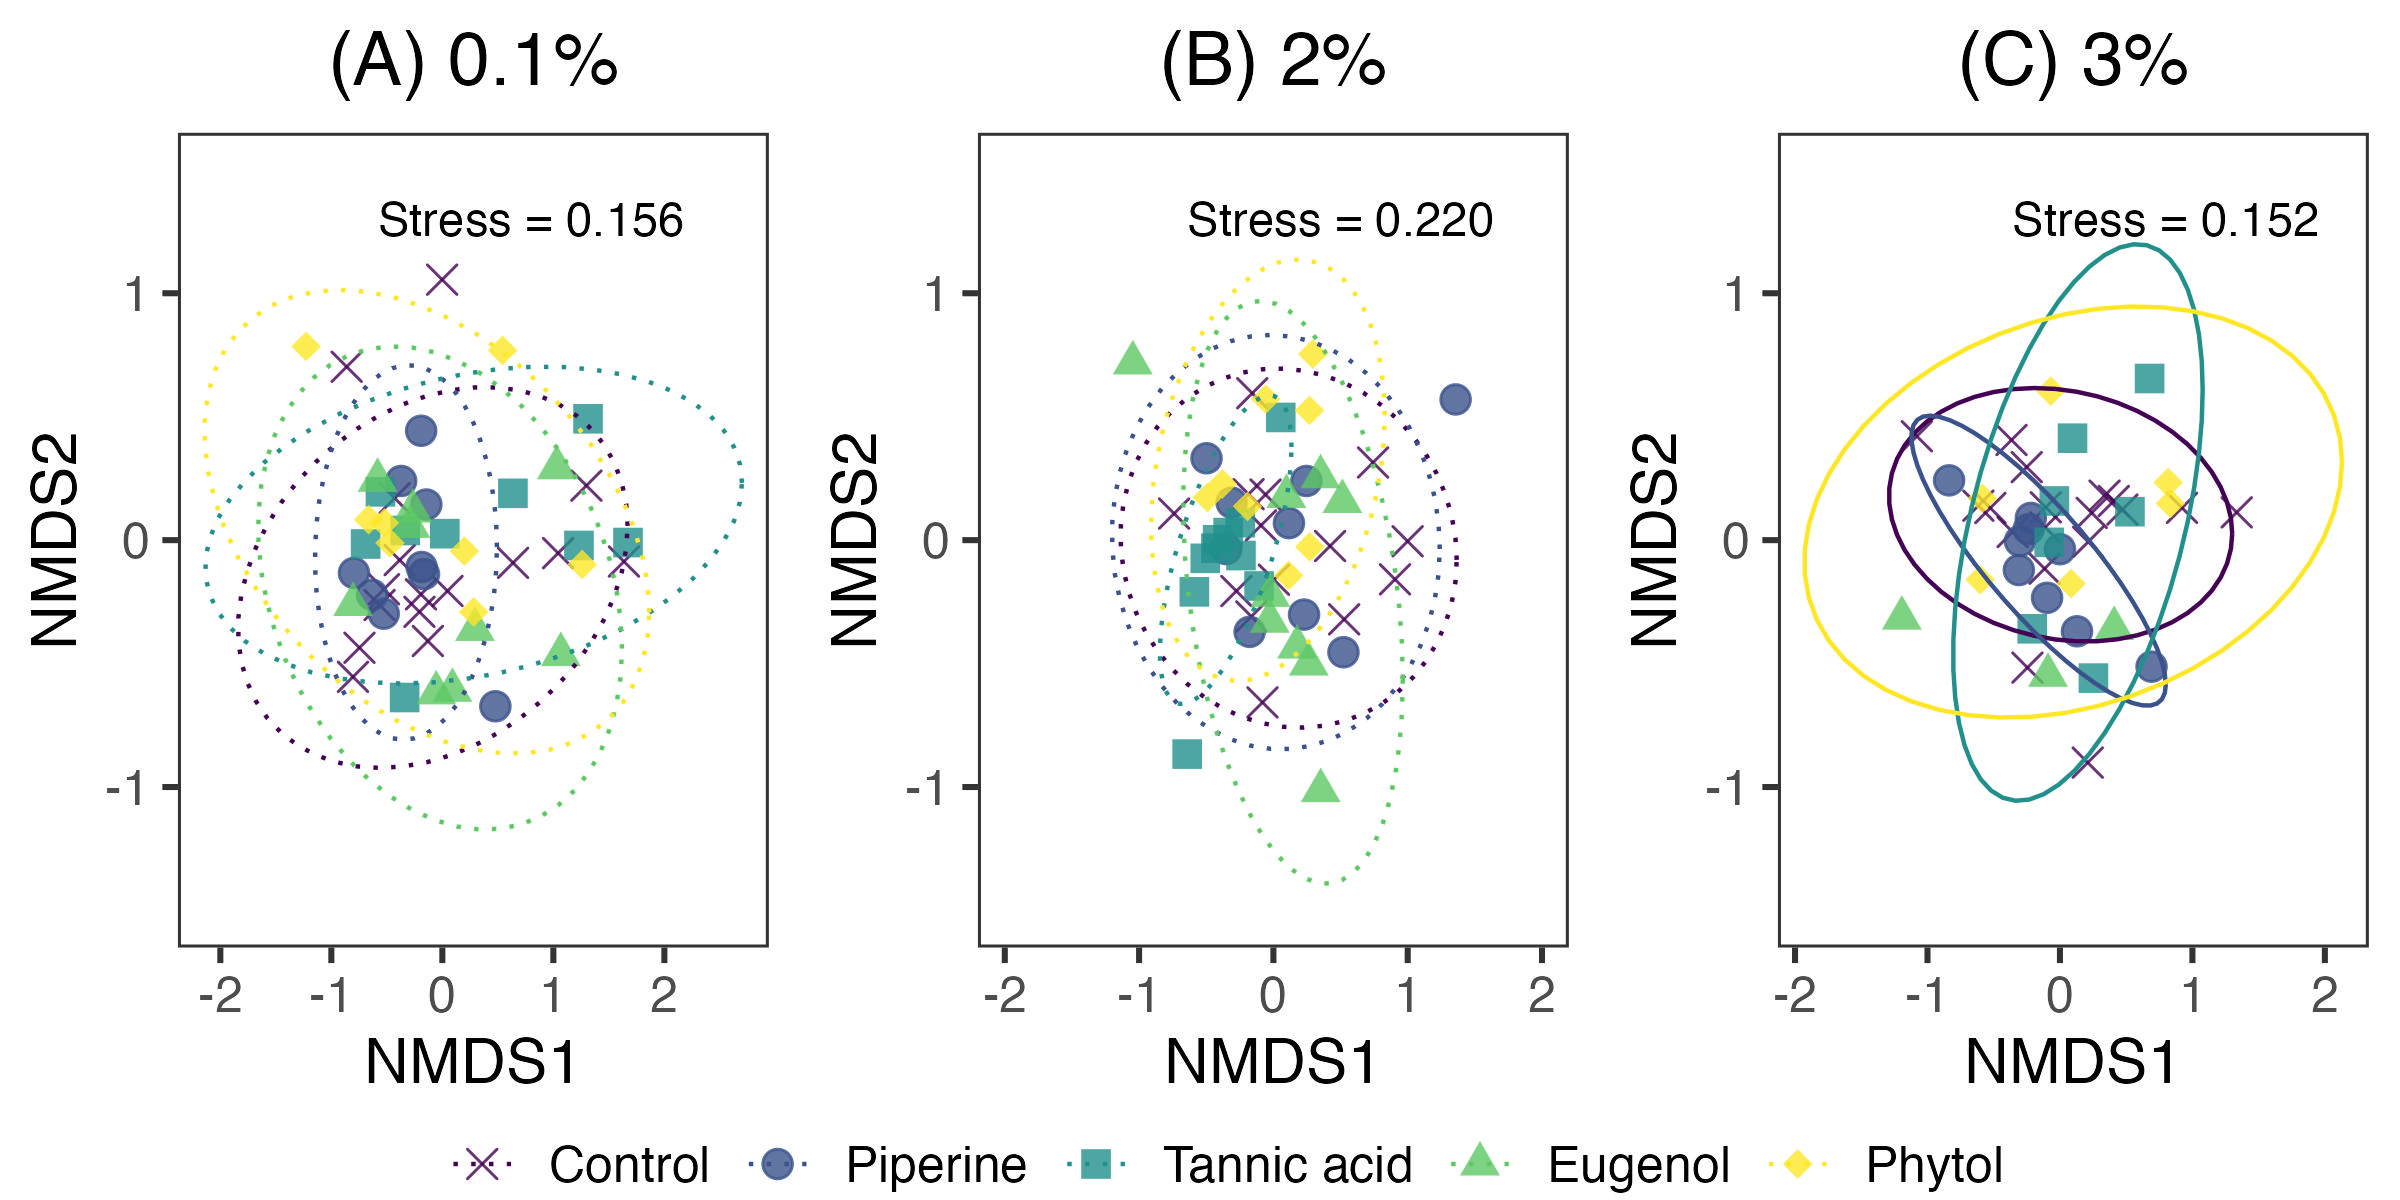 (A) 0.1%
(B) 2%
(C) 3%
Stress = 0.156
Stress = 0.220
Stress = 0.152
NMDS2
1
0
-1
NMDS2
1
0
-1
NMDS2
1
0
-1
-2 -1 0 1 2
-2 -1 0 1 2
-2 -1 0 1 2
NMDS1
NMDS1
NMDS1
Control Piperine Tannic acid Eugenol Phytol